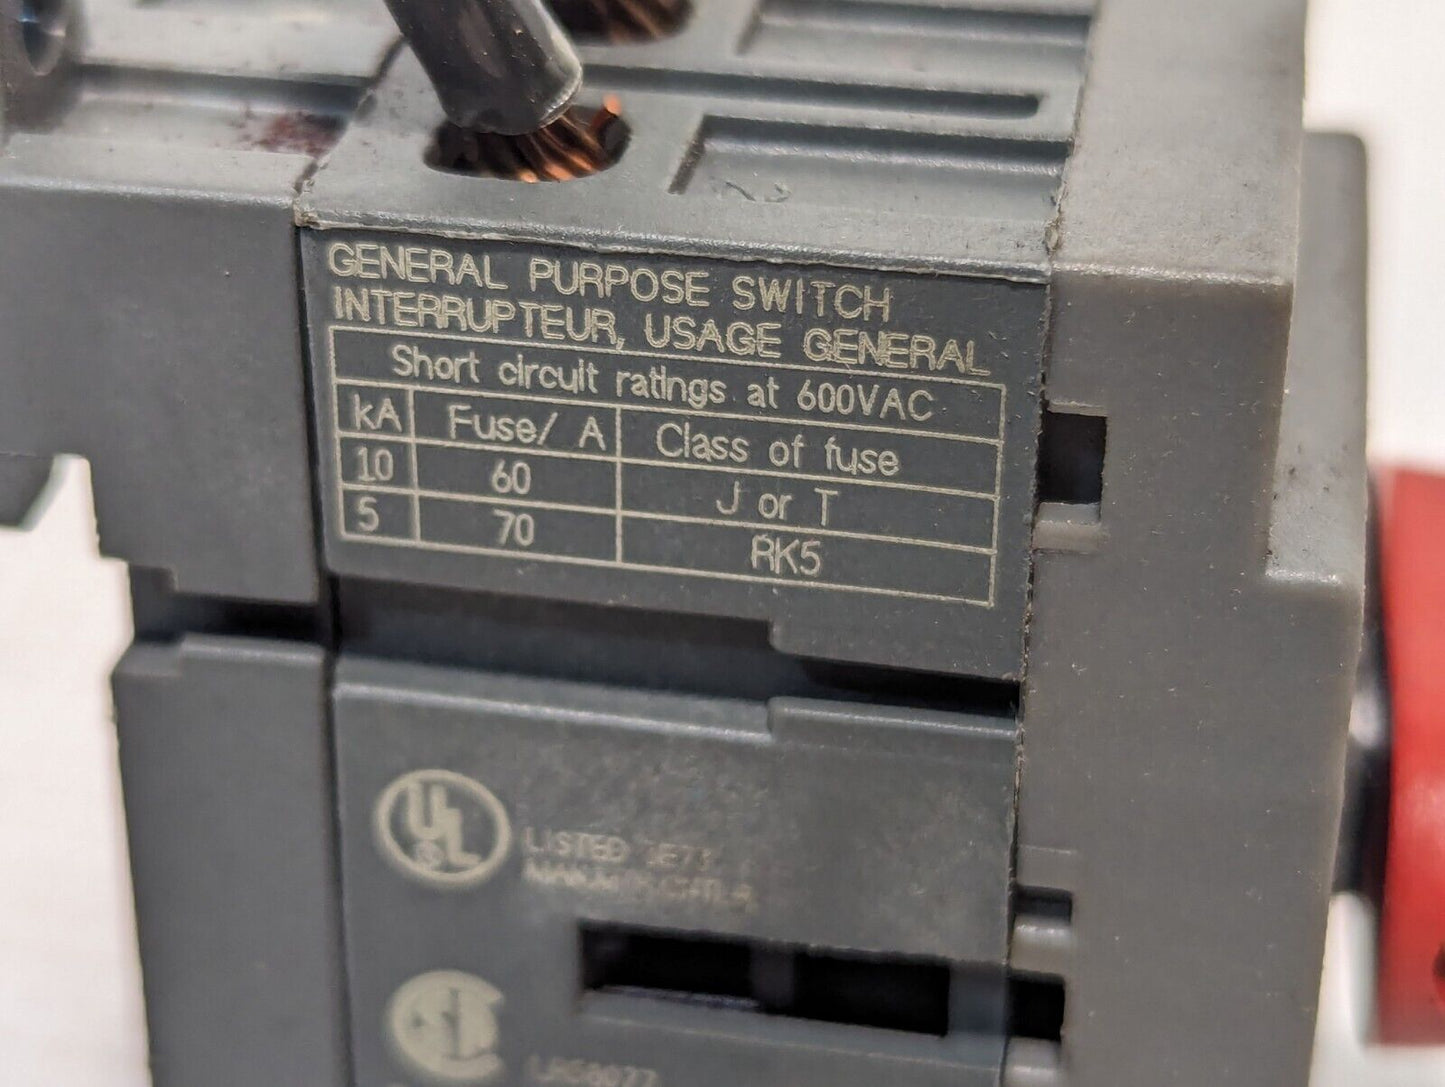 GENERAL PURPOSE SWITCH
INTERRUPTEUR, USAGE GENERAL
Short circuit ratings at 600VAC
kA Fuse/ A Class of fuse
10 60 J or T
5 70 RK5
UL
LISTED